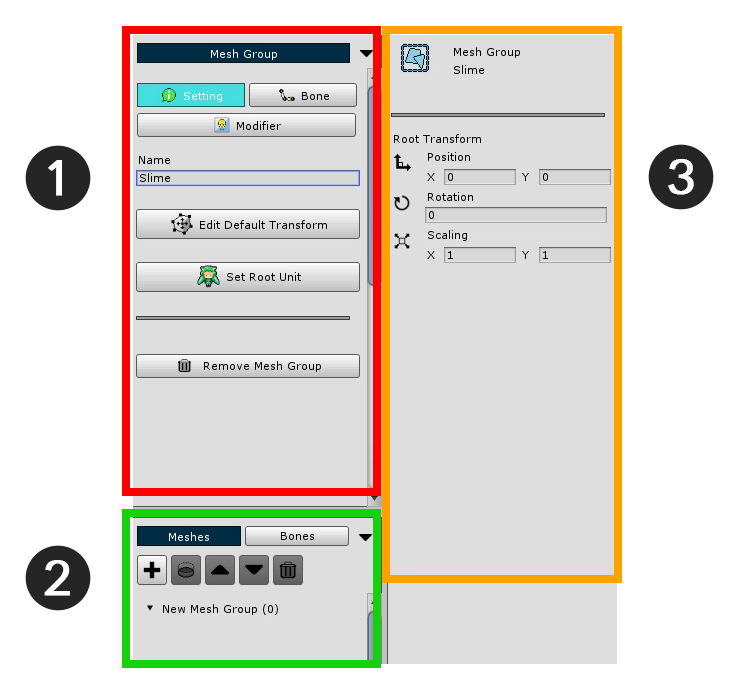 1
Mesh Group
Setting
Bone
Modifier
Name
Slime
Edit Default Transform
Set Root Unit
Remove Mesh Group
2
Meshes
Bones
New Mesh Group (0)
3
Mesh Group
Slime
Root Transform
Position
X 0 Y 0
Rotation
0
Scaling
X 1 Y 1